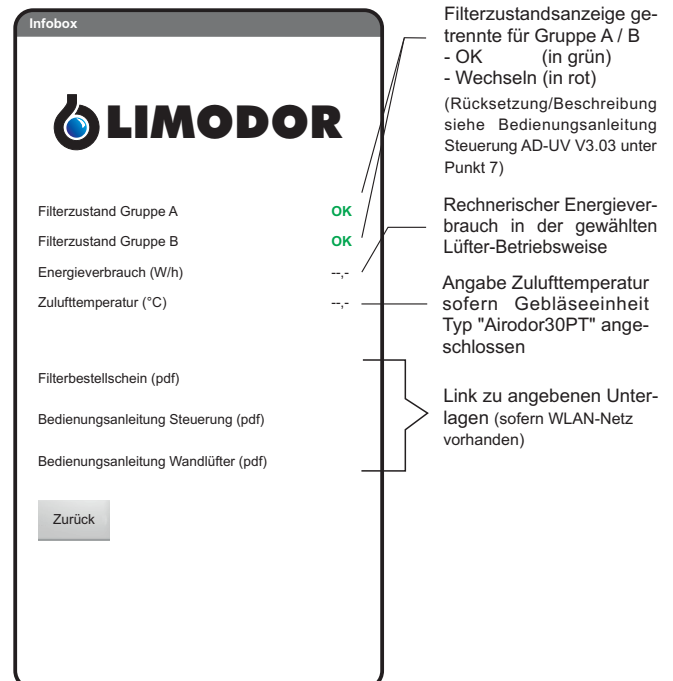 Infobox
LIMODOR
Filterzustand Gruppe A OK
Filterzustand Gruppe B OK
Energieverbrauch (W/h) --,-
Zulufttemperatur (°C) --,-
Filterbestellschein (pdf)
Bedienungsanleitung Steuerung (pdf)
Bedienungsanleitung Wandlüfter (pdf)
Zurück
Filterzustandsanzeige ge-
trennte für Gruppe A / B
- OK (in grün)
- Wechseln (in rot)
(Rücksetzung/Beschreibung
siehe Bedienungsanleitung
Steuerung AD-UV V3.03 unter
Punkt 7)
Rechnerischer Energiever-
brauch in der gewählten
Lüfter-Betriebsweise
Angabe Zulufttemperatur
sofern Gebläseeinheit
Typ "Airodor30PT" ange-
schlossen
Link zu angebenen Unter-
lagen (sofern WLAN-Netz
vorhanden)